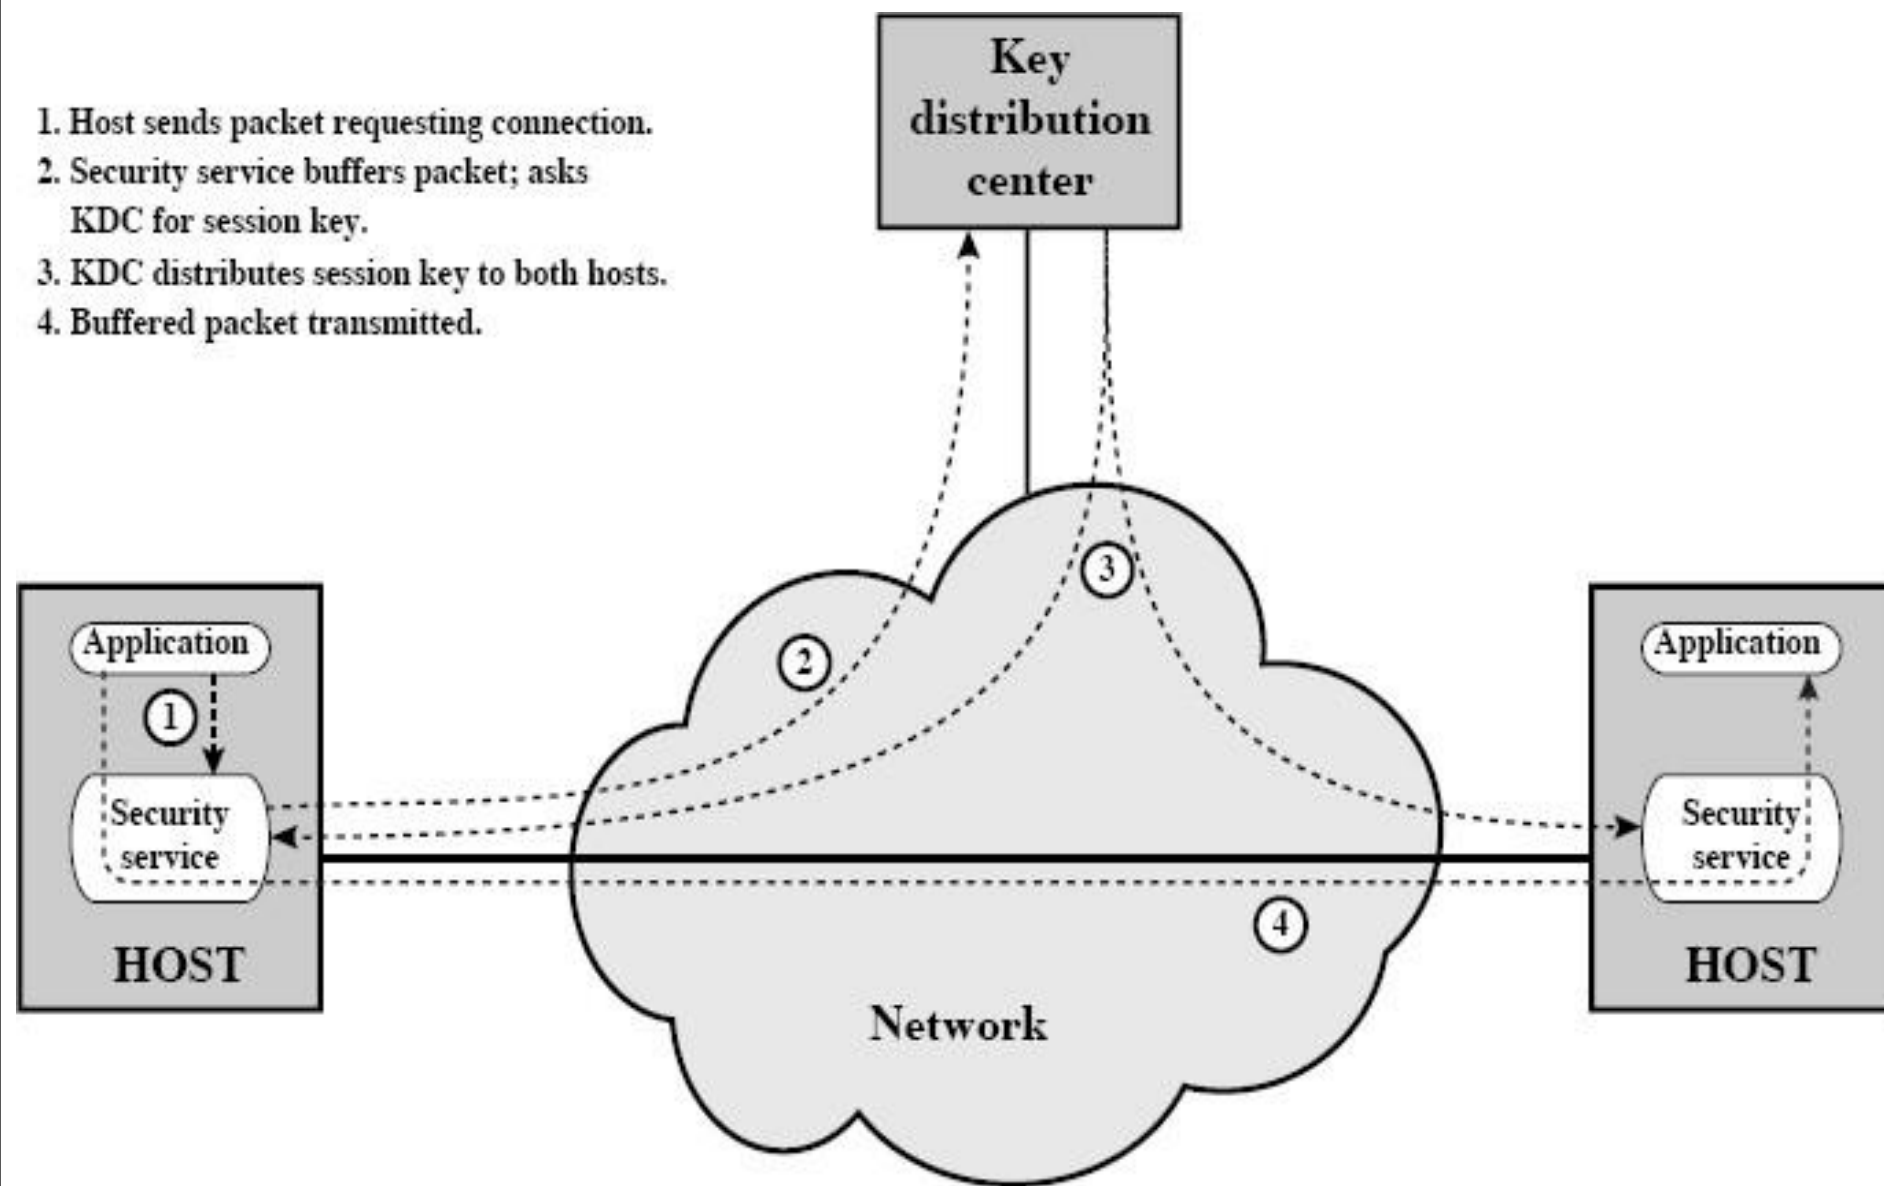 1. Host sends packet requesting connection.
2. Security service buffers packet; asks
KDC for session key.
3. KDC distributes session key to both hosts.
4. Buffered packet transmitted.
Key
distribution
center
3
2
Application
1
Security
service
HOST
Application
Security
service
HOST
4
Network